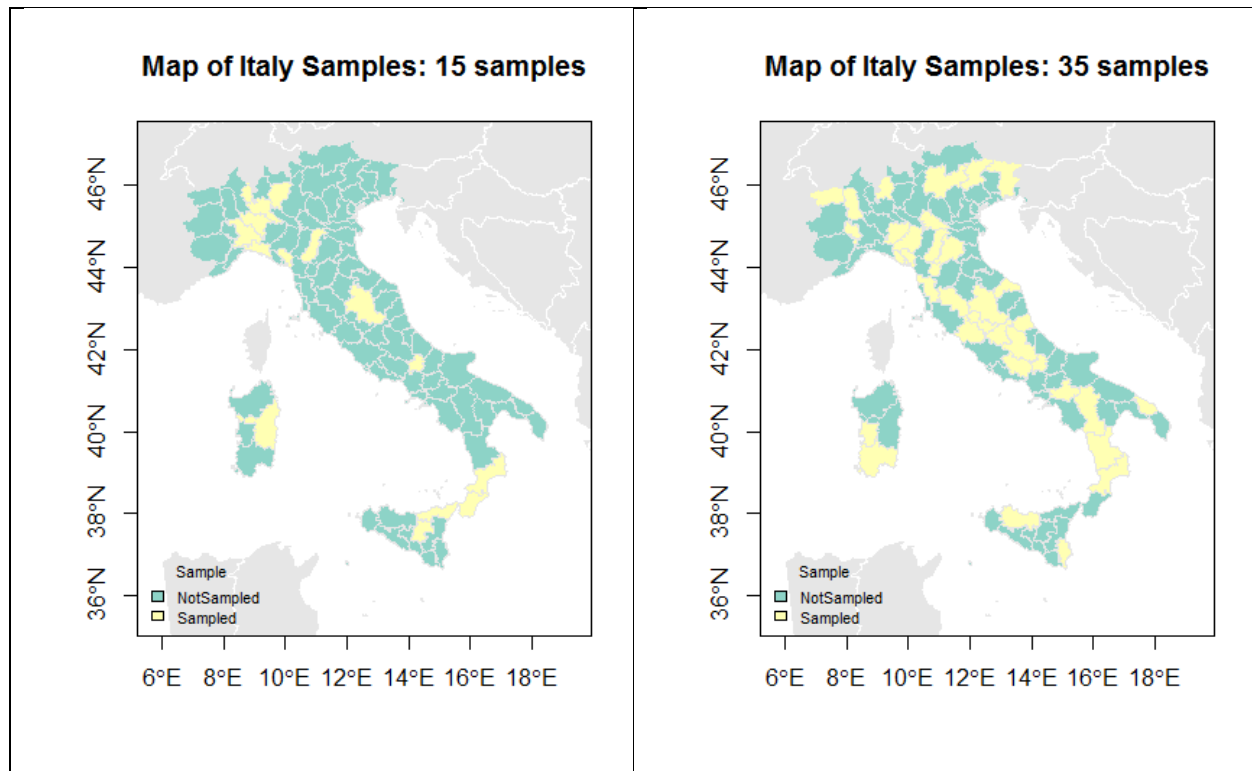 Map of Italy Samples: 15 samples
46°N
44°N
42°N
40°N
38°N
36°N
Sample
NotSampled
Sampled
6°E 8°E 10°E 12°E 14°E 16°E 18°E
Map of Italy Samples: 35 samples
46°N
44°N
42°N
40°N
38°N
36°N
Sample
NotSampled
Sampled
6°E 8°E 10°E 12°E 14°E 16°E 18°E